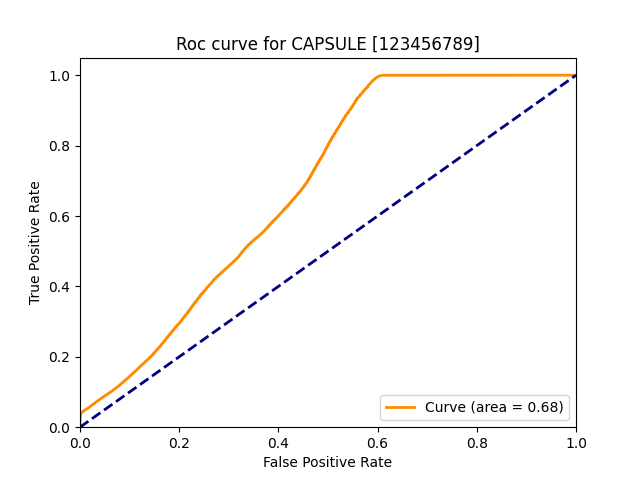 Roc curve for CAPSULE [123456789]
True Positive Rate
1.0
0.8
0.6
0.4
0.2
0.0
0.0 0.2 0.4 0.6 0.8 1.0
False Positive Rate
Curve (area = 0.68)